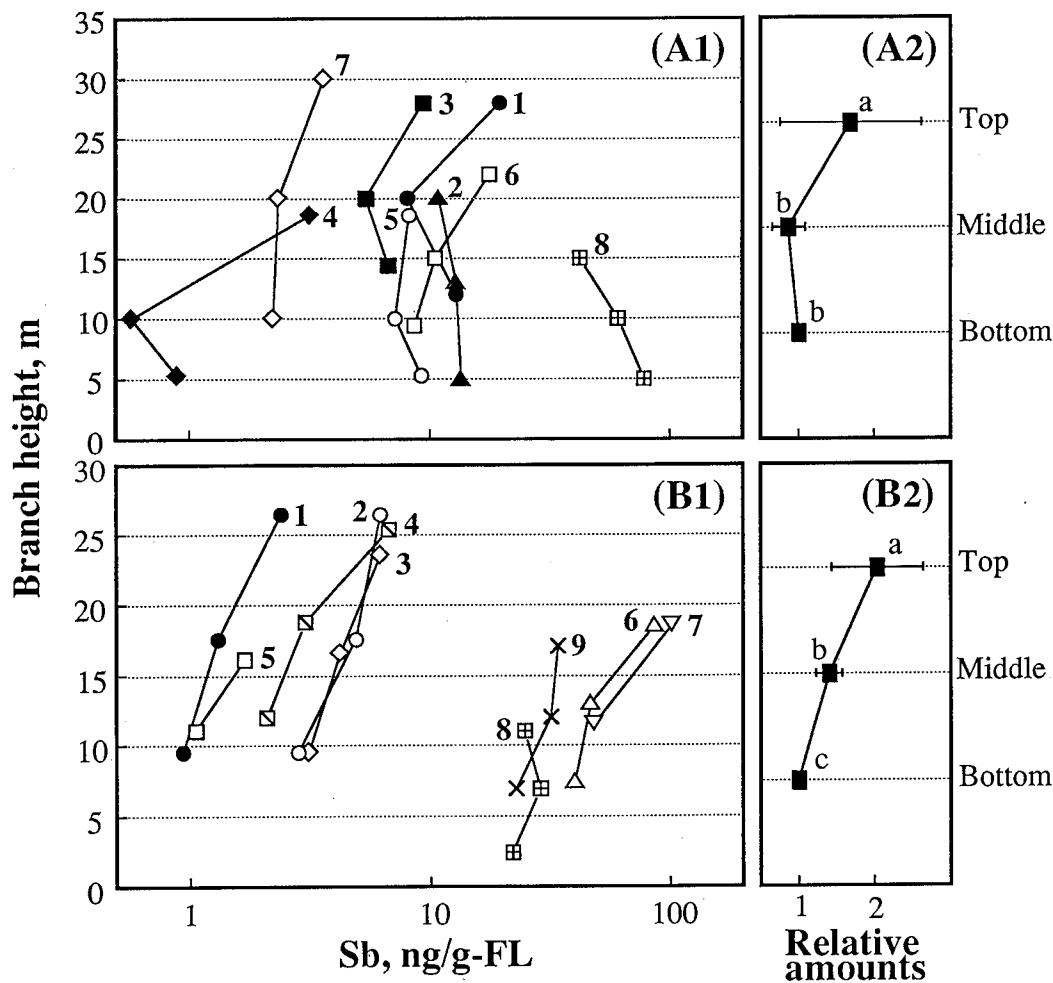 Branch height, m
35
30
25
20
15
10
5
0
(A1)
7
3
1
6
2
4
5
8
(A2)
a
Top
b
Middle
b
Bottom
30
25
20
15
10
5
0
(B1)
1
2
4
3
5
6
7
9
8
1
10
100
Sb, ng/g-FL
(B2)
a
Top
b
Middle
c
Bottom
1
2
Relative
amounts